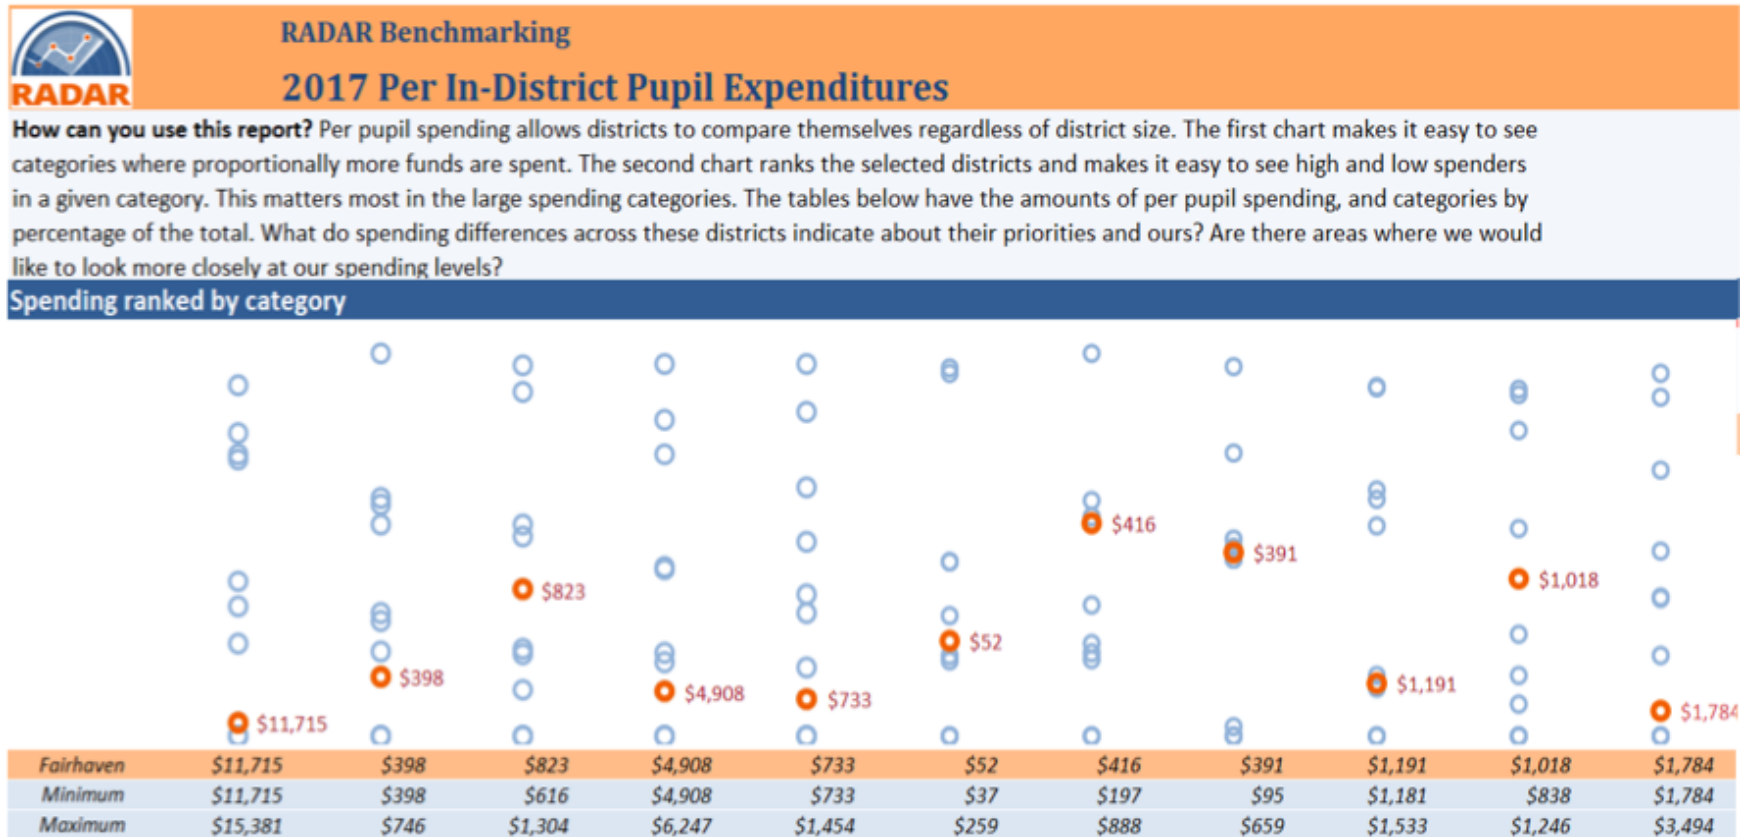 RADAR
RADAR Benchmarking
2017 Per In-District Pupil Expenditures
How can you use this report? Per pupil spending allows districts to compare themselves regardless of district size. The first chart makes it easy to see
categories where proportionally more funds are spent. The second chart ranks the selected districts and makes it easy to see high and low spenders
in a given category. This matters most in the large spending categories. The tables below have the amounts of per pupil spending, and categories by
percentage of the total. What do spending differences across these districts indicate about their priorities and ours? Are there areas where we would
like to look more closely at our spending levels?
Spending ranked by category
$416
$391
$1,018
$823
$52
$398
$4,908
$733
$1,191
$11,715
$1,784
Fairhaven $11,715 $398 $823 $4,908 $733 $52 $416 $391 $1,191 $1,018 $1,784
Minimum $11,715 $398 $616 $4,908 $733 $37 $197 $95 $1,181 $838 $1,784
Maximum $15,381 $746 $1,304 $6,247 $1,454 $259 $888 $659 $1,533 $1,246 $3,494